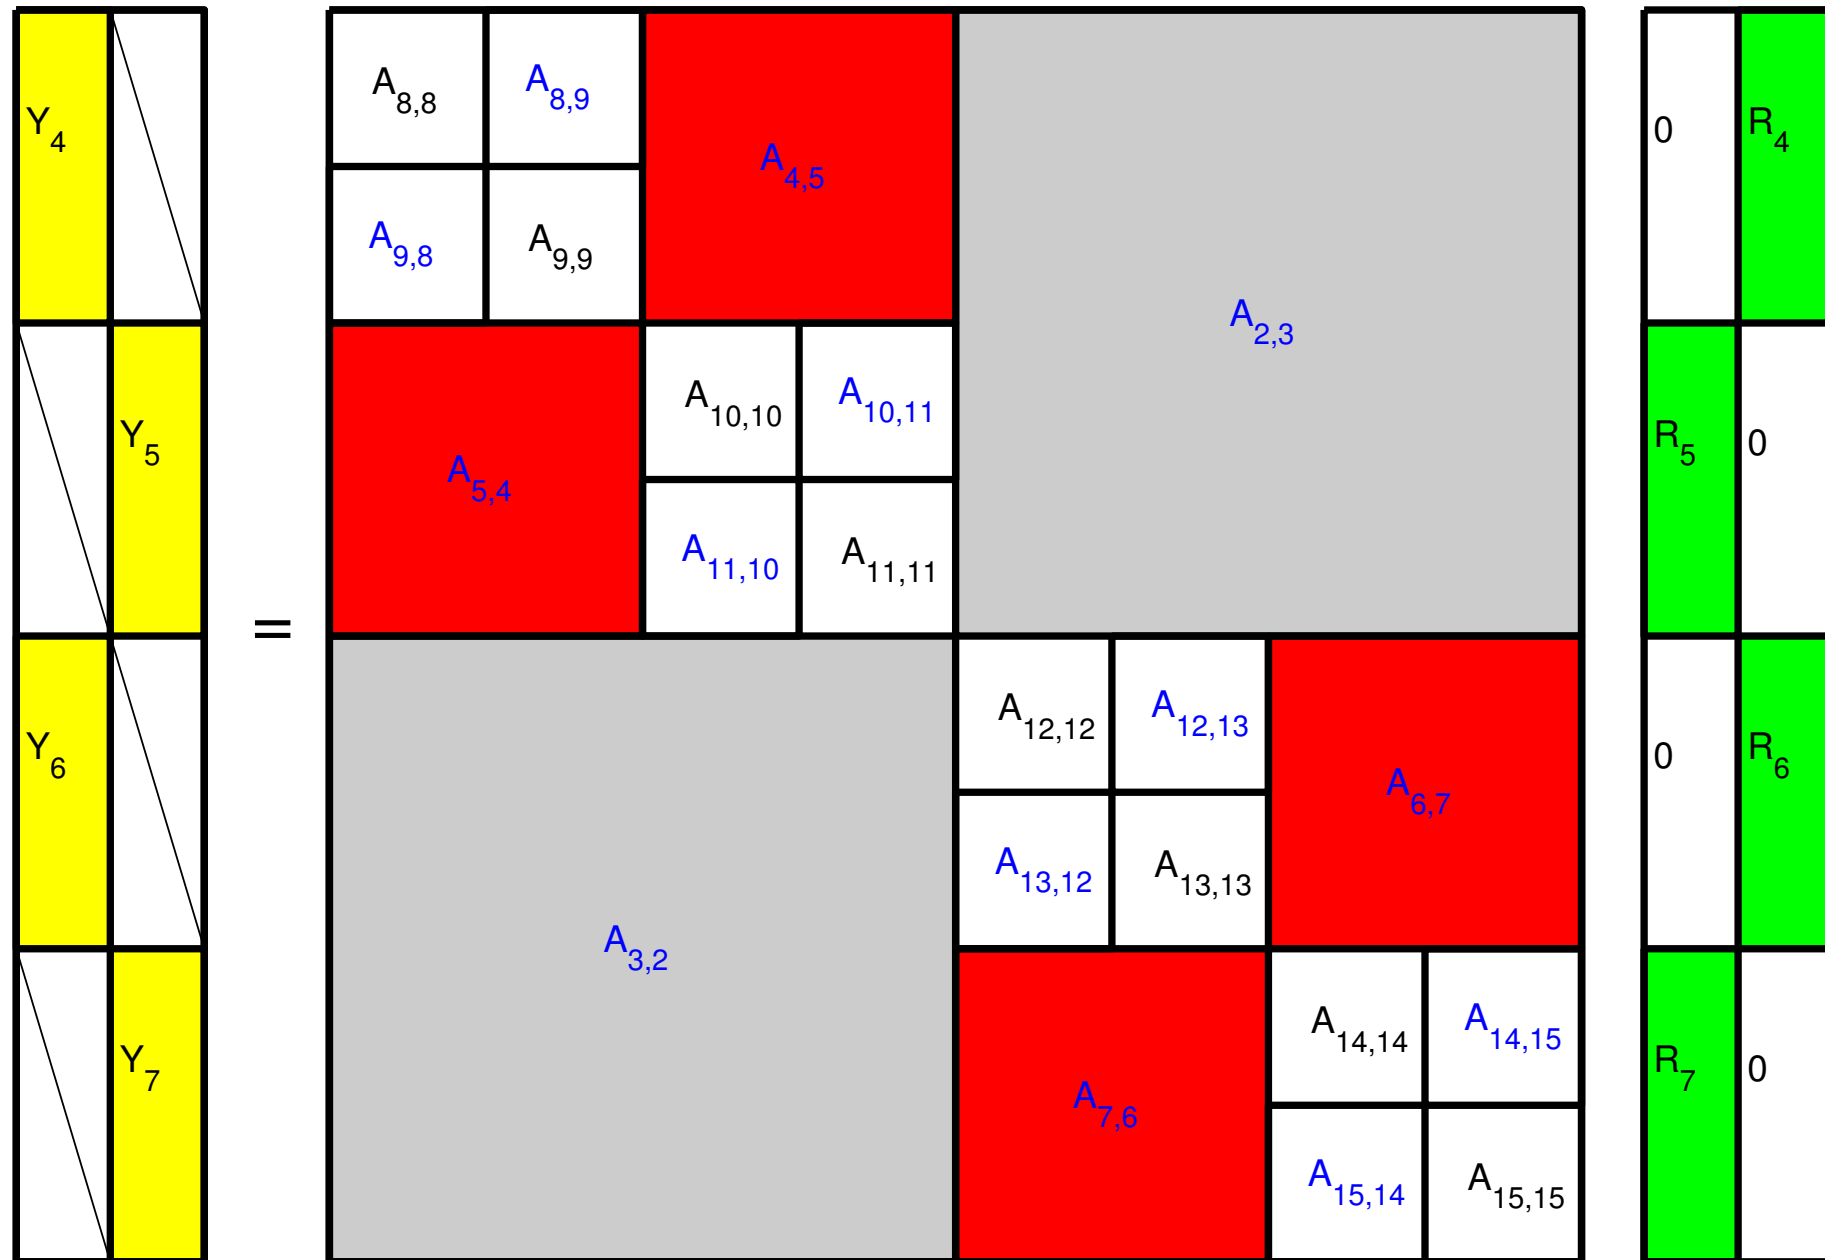 A8,8 A8,9
Y4 0 R4
A4,5
A9,8 A9,9
A2,3
A10,10 A10,11
Y5 R5 0
A5,4
A11,10 A11,11
=
A12,12 A12,13
Y6 0 R6
A6,7
A13,12 A13,13
A3,2
A14,14 A14,15
Y7 R7 0
A7,6
A15,14 A15,15